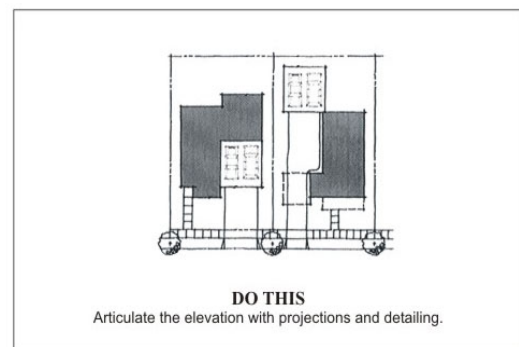 DO THIS
Articulate the elevation with projections and detailing.